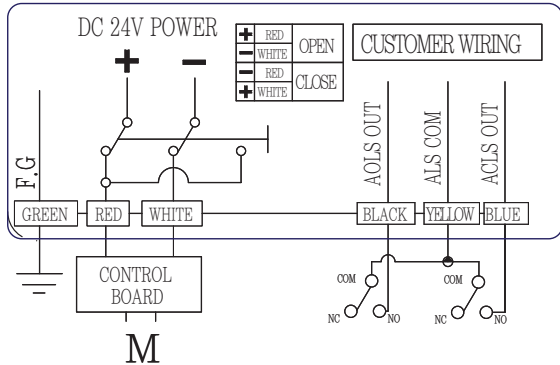 DC 24V POWER
+ −
+ RED OPEN
− WHITE
− RED CLOSE
+ WHITE
CUSTOMER WIRING
F.G
AOLS OUT
ALS COM
ACLS OUT
GREEN RED WHITE BLACK YELLOW BLUE
CONTROL
BOARD
COM COM
NC NO NC NO
M